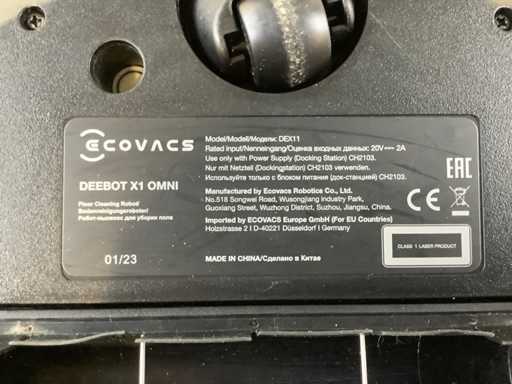 ECOVACS
DEEBOT X1 OMNI
Floor Cleaning Robot/
Bodenreinigungsroboter/
Робот-пылесос для уборки пола
01/23
Model/Modell/Модели: DEX11
Rated input/Nenneingang/Оценка входных данных: 20V⎓ 2A
Use only with Power Supply (Docking Station) CH2103.
Nur mit Netzteil (Dockingstation) CH2103 verwenden.
Используйте только с блоком питания (док-станцией) CH2103.
Manufactured by Ecovacs Robotics Co., Ltd.
No.518 Songwei Road, Wusongjiang Industry Park,
Guoxiang Street, Wuzhong District, Suzhou, Jiangsu, China.
Imported by ECOVACS Europe GmbH (For EU Countries)
Holzstrasse 2 I D-40221 Düsseldorf I Germany
MADE IN CHINA/Сделано в Китае
EAC
CLASS 1 LASER PRODUCT